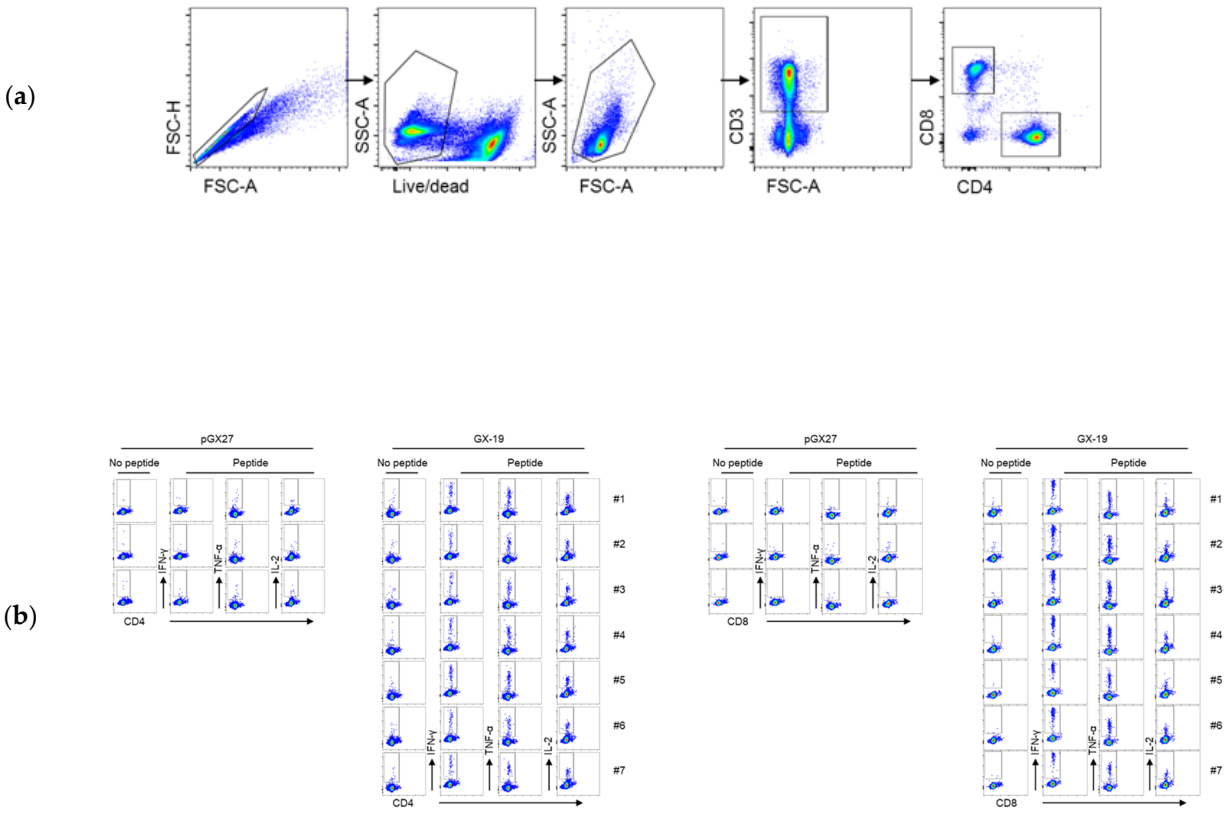 (a)
FSC-H
FSC-A
SSC-A
Live/dead
SSC-A
FSC-A
CD3
FSC-A
CD8
CD4
(b)
pGX27
No peptide Peptide
IFN-γ
TNF-α
IL-2
CD4
GX-19
No peptide Peptide
#1
#2
#3
#4
#5
#6
#7
IFN-γ
TNF-α
IL-2
CD4
pGX27
No peptide Peptide
IFN-γ
TNF-α
IL-2
CD8
GX-19
No peptide Peptide
#1
#2
#3
#4
#5
#6
#7
IFN-γ
TNF-α
IL-2
CD8